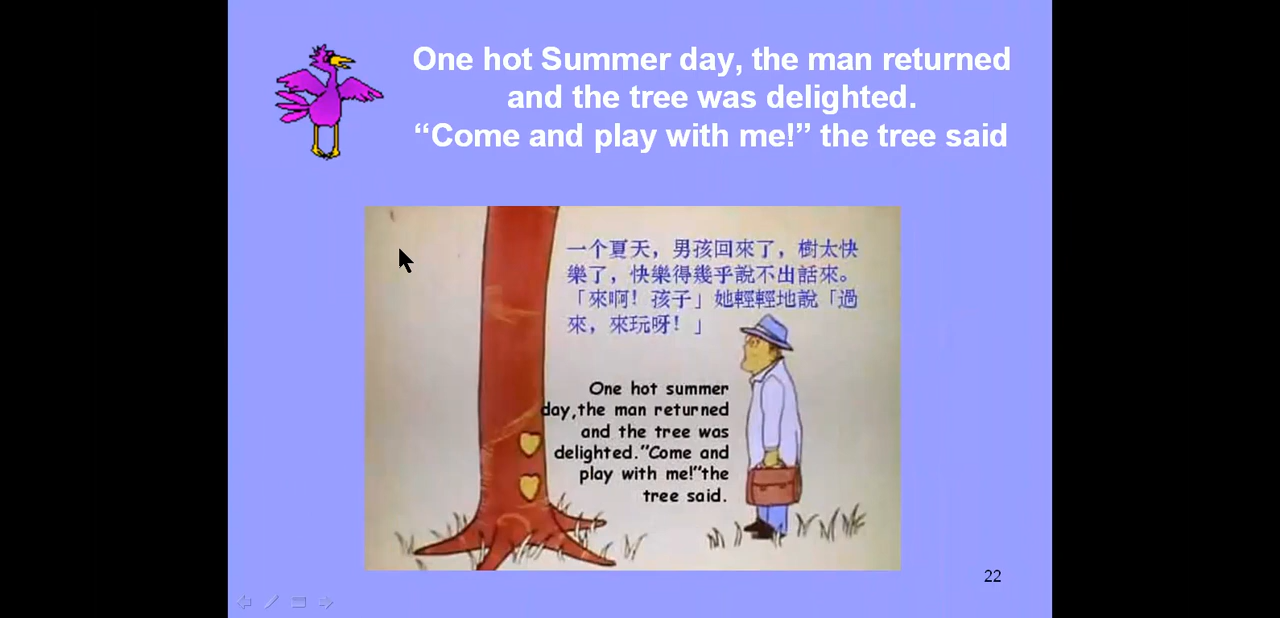 One hot Summer day, the man returned
and the tree was delighted.
“Come and play with me!” the tree said
一个夏天，男孩回來了，樹太快
樂了，快樂得幾乎說不出話來。
「來啊！孩子」她輕輕地說「過
來，來玩呀！」
One hot summer
day,the man returned
and the tree was
delighted.”Come and
play with me!”the
tree said.
22